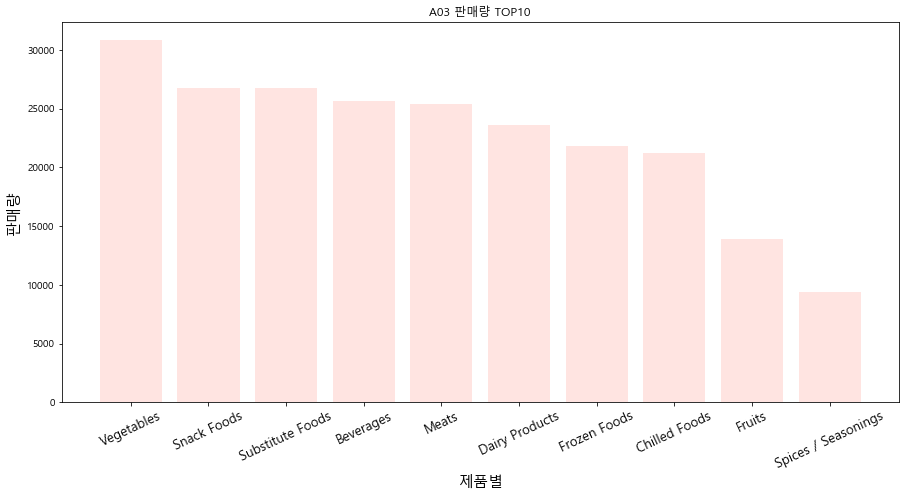 A03 판매량 TOP10
판매량
30000
25000
20000
15000
10000
5000
0
Vegetables
Snack Foods
Substitute Foods
Beverages
Meats
Dairy Products
Frozen Foods
Chilled Foods
Fruits
Spices / Seasonings
제품별